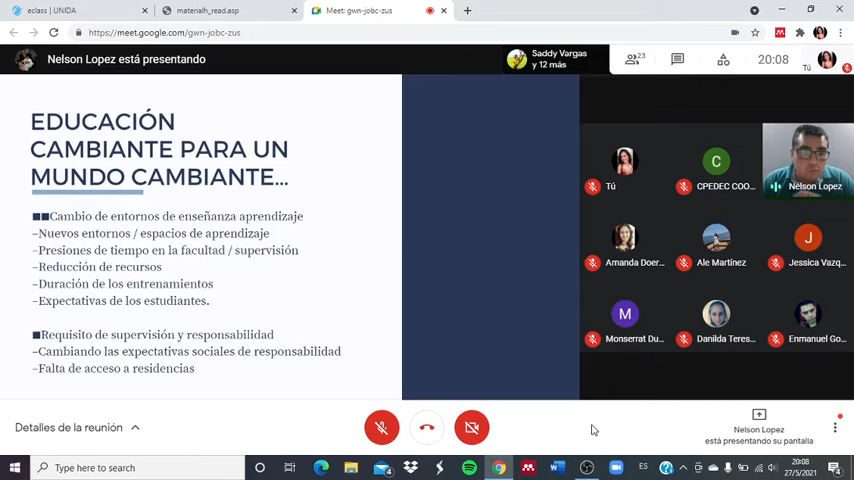 eclass | UNIDA
materialh_read.asp
Meet: gwn-jobc-zus
https://meet.google.com/gwn-jobc-zus
Nelson Lopez está presentando
Saddy Vargas
y 12 más
23
20:08
Tú
EDUCACIÓN
CAMBIANTE PARA UN
MUNDO CAMBIANTE...
■■Cambio de entornos de enseñanza aprendizaje
–Nuevos entornos / espacios de aprendizaje
–Presiones de tiempo en la facultad / supervisión
–Reducción de recursos
–Duración de los entrenamientos
–Expectativas de los estudiantes.
■Requisito de supervisión y responsabilidad
–Cambiando las expectativas sociales de responsabilidad
–Falta de acceso a residencias
C
Tú
CPEDEC COO...
Nelson Lopez
J
Amanda Doer...
Ale Martínez
Jessica Vazq...
M
Monserrat Du...
Danilda Teres...
Enmanuel Go...
Detalles de la reunión
Nelson Lopez
está presentando su pantalla
Type here to search
4
W
ES
20:08
27/5/2021
4